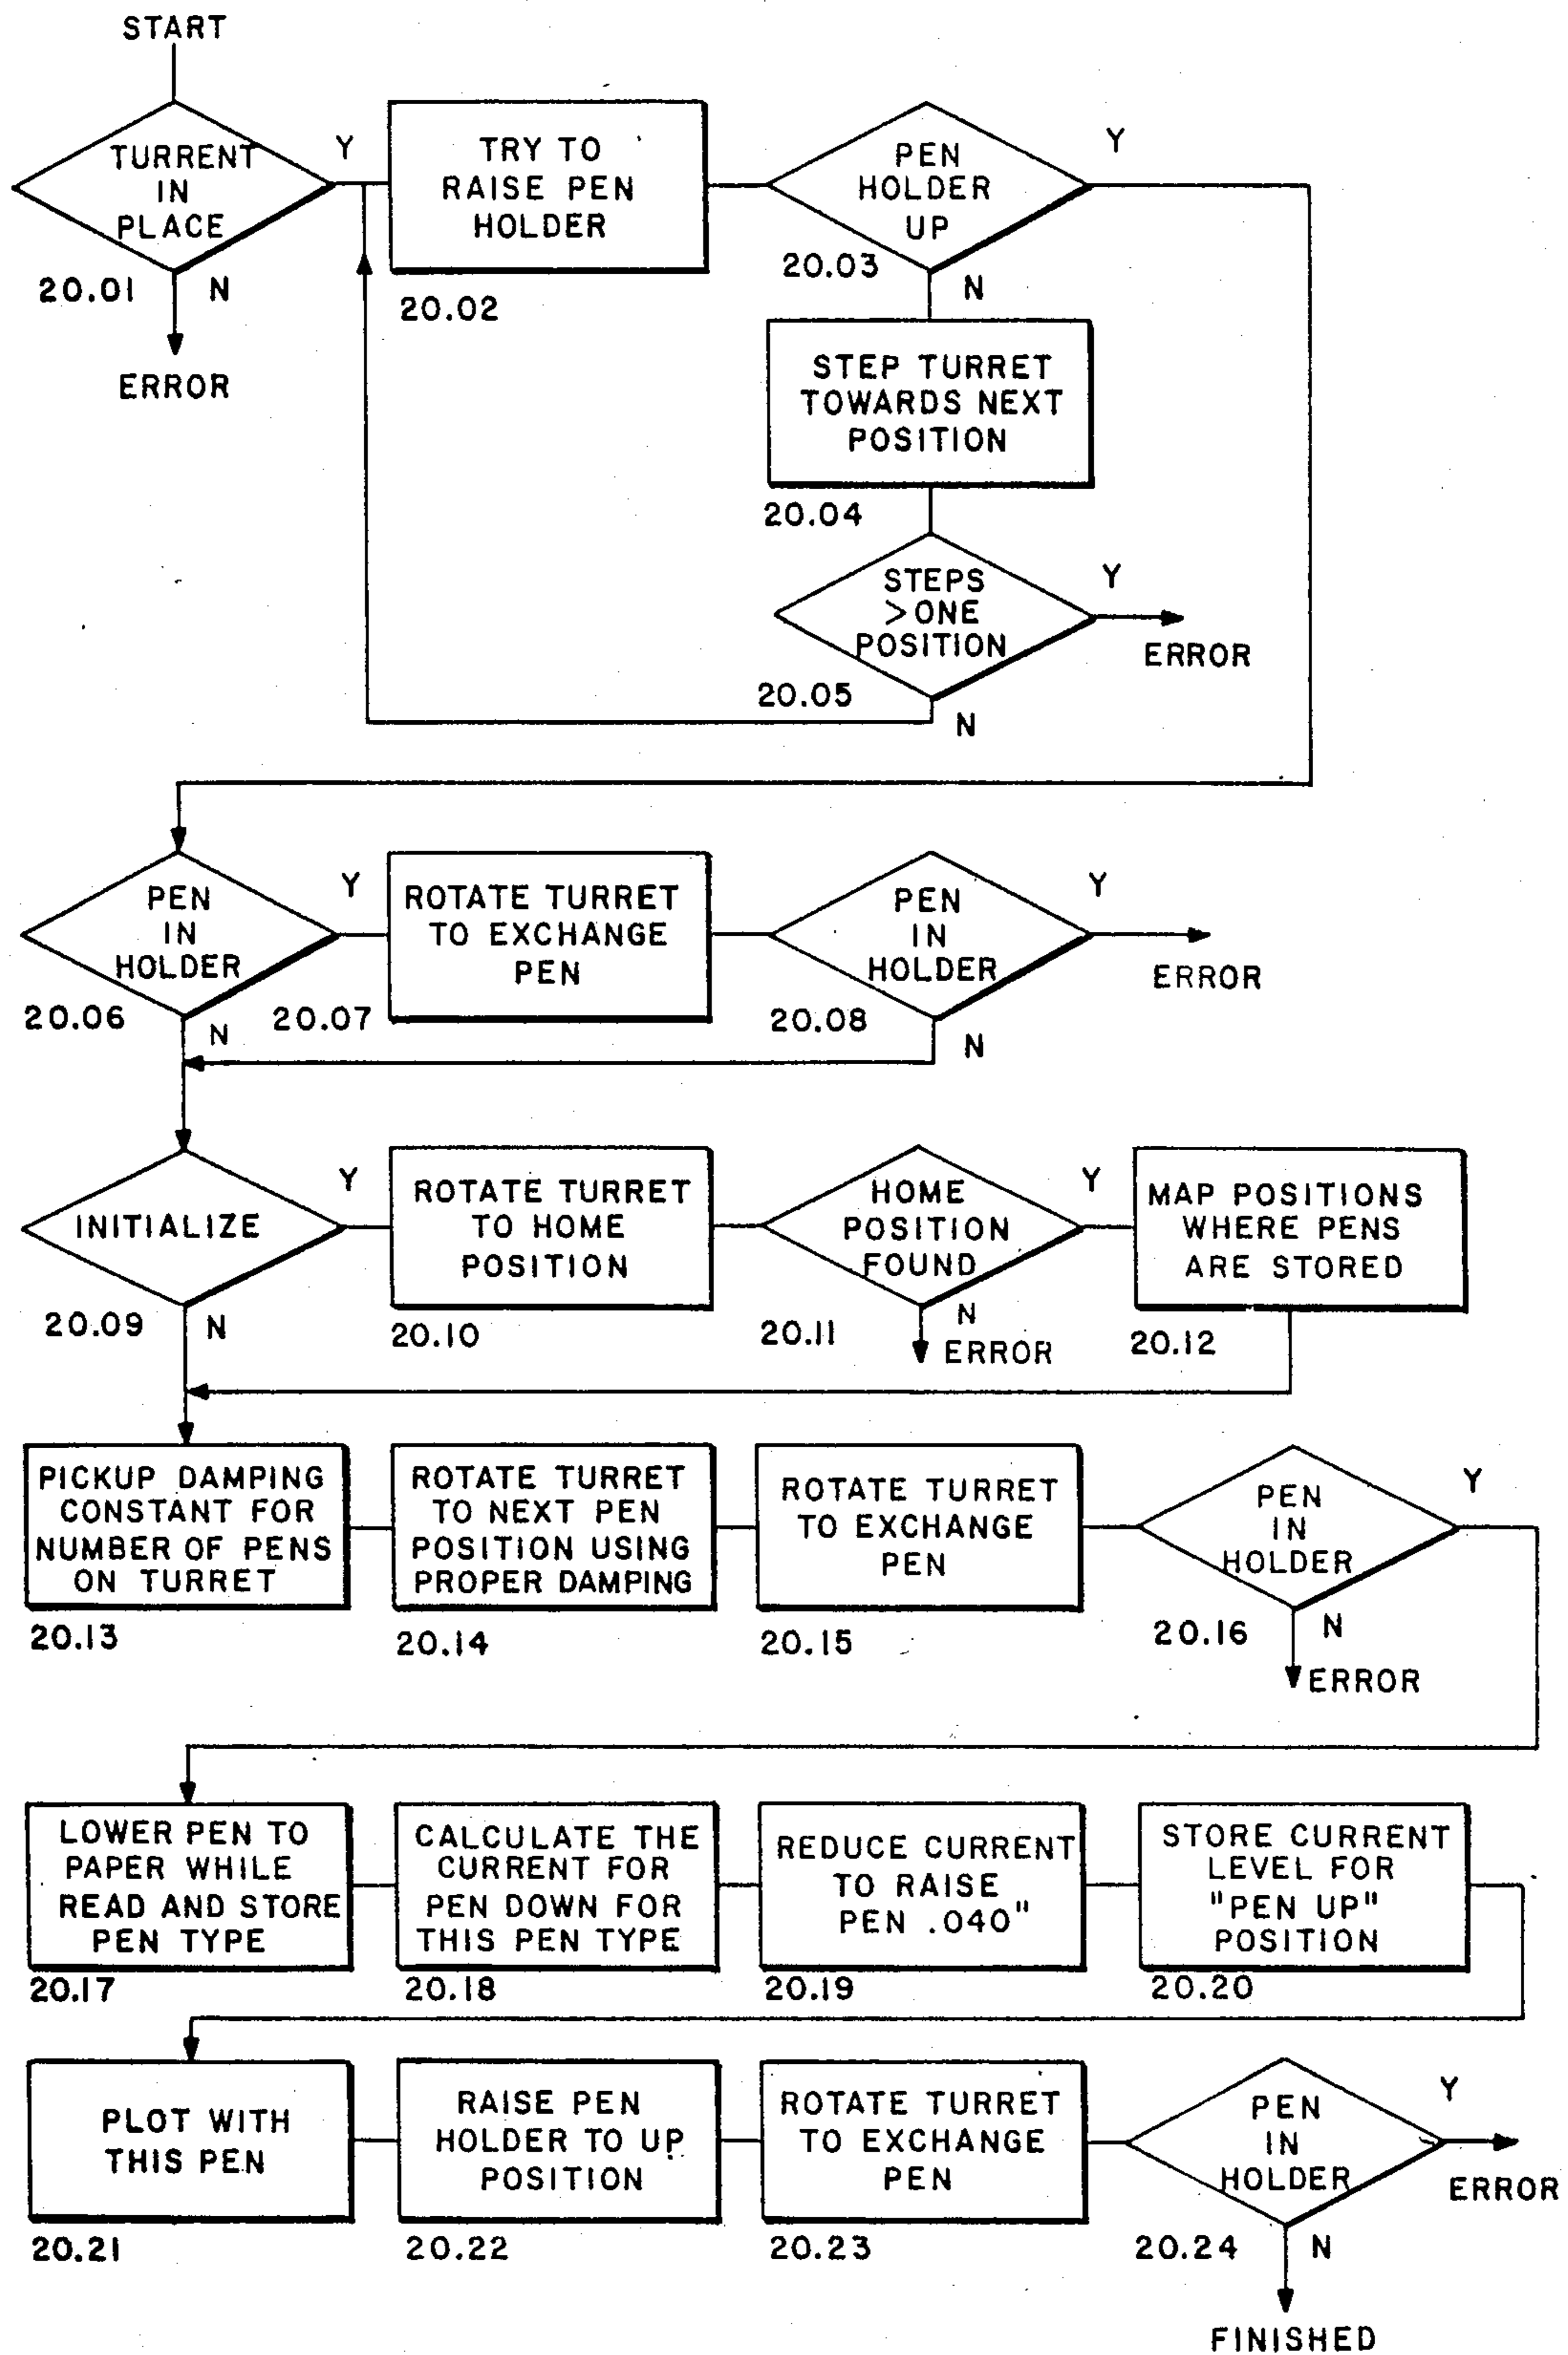 START
TURRENT
IN
PLACE
Y
20.01
N
ERROR
TRY TO
RAISE PEN
HOLDER
20.02
PEN
HOLDER
UP
Y
20.03
N
STEP TURRET
TOWARDS NEXT
POSITION
20.04
STEPS
>ONE
POSITION
Y
ERROR
20.05
N
PEN
IN
HOLDER
Y
20.06
N
20.07
ROTATE TURRET
TO EXCHANGE
PEN
PEN
IN
HOLDER
Y
ERROR
20.08
N
INITIALIZE
Y
20.09
N
ROTATE TURRET
TO HOME
POSITION
20.10
HOME
POSITION
FOUND
Y
20.11
N
ERROR
MAP POSITIONS
WHERE PENS
ARE STORED
20.12
PICKUP DAMPING
CONSTANT FOR
NUMBER OF PENS
ON TURRET
20.13
ROTATE TURRET
TO NEXT PEN
POSITION USING
PROPER DAMPING
20.14
ROTATE TURRET
TO EXCHANGE
PEN
20.15
PEN
IN
HOLDER
Y
20.16
N
ERROR
LOWER PEN TO
PAPER WHILE
READ AND STORE
PEN TYPE
20.17
CALCULATE THE
CURRENT FOR
PEN DOWN FOR
THIS PEN TYPE
20.18
REDUCE CURRENT
TO RAISE
PEN .040"
20.19
STORE CURRENT
LEVEL FOR
"PEN UP"
POSITION
20.20
PLOT WITH
THIS PEN
20.21
RAISE PEN
HOLDER TO UP
POSITION
20.22
ROTATE TURRET
TO EXCHANGE
PEN
20.23
PEN
IN
HOLDER
Y
ERROR
20.24
N
FINISHED